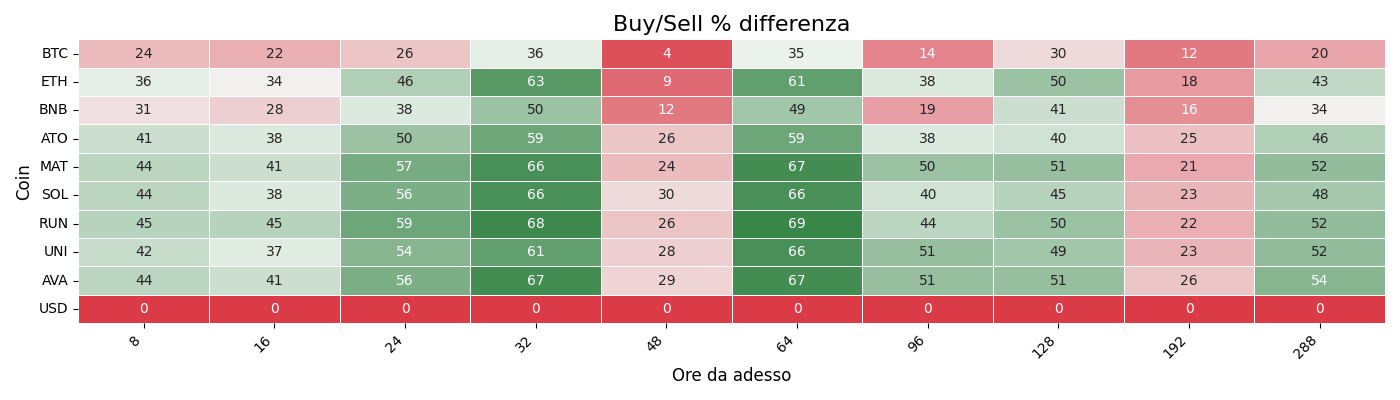 Buy/Sell % differenza
Coin
BTC 24 22 26 36 4 35 14 30 12 20
ETH 36 34 46 63 9 61 38 50 18 43
BNB 31 28 38 50 12 49 19 41 16 34
ATO 41 38 50 59 26 59 38 40 25 46
MAT 44 41 57 66 24 67 50 51 21 52
SOL 44 38 56 66 30 66 40 45 23 48
RUN 45 45 59 68 26 69 44 50 22 52
UNI 42 37 54 61 28 66 51 49 23 52
AVA 44 41 56 67 29 67 51 51 26 54
USD 0 0 0 0 0 0 0 0 0 0
8 16 24 32 48 64 96 128 192 288
Ore da adesso